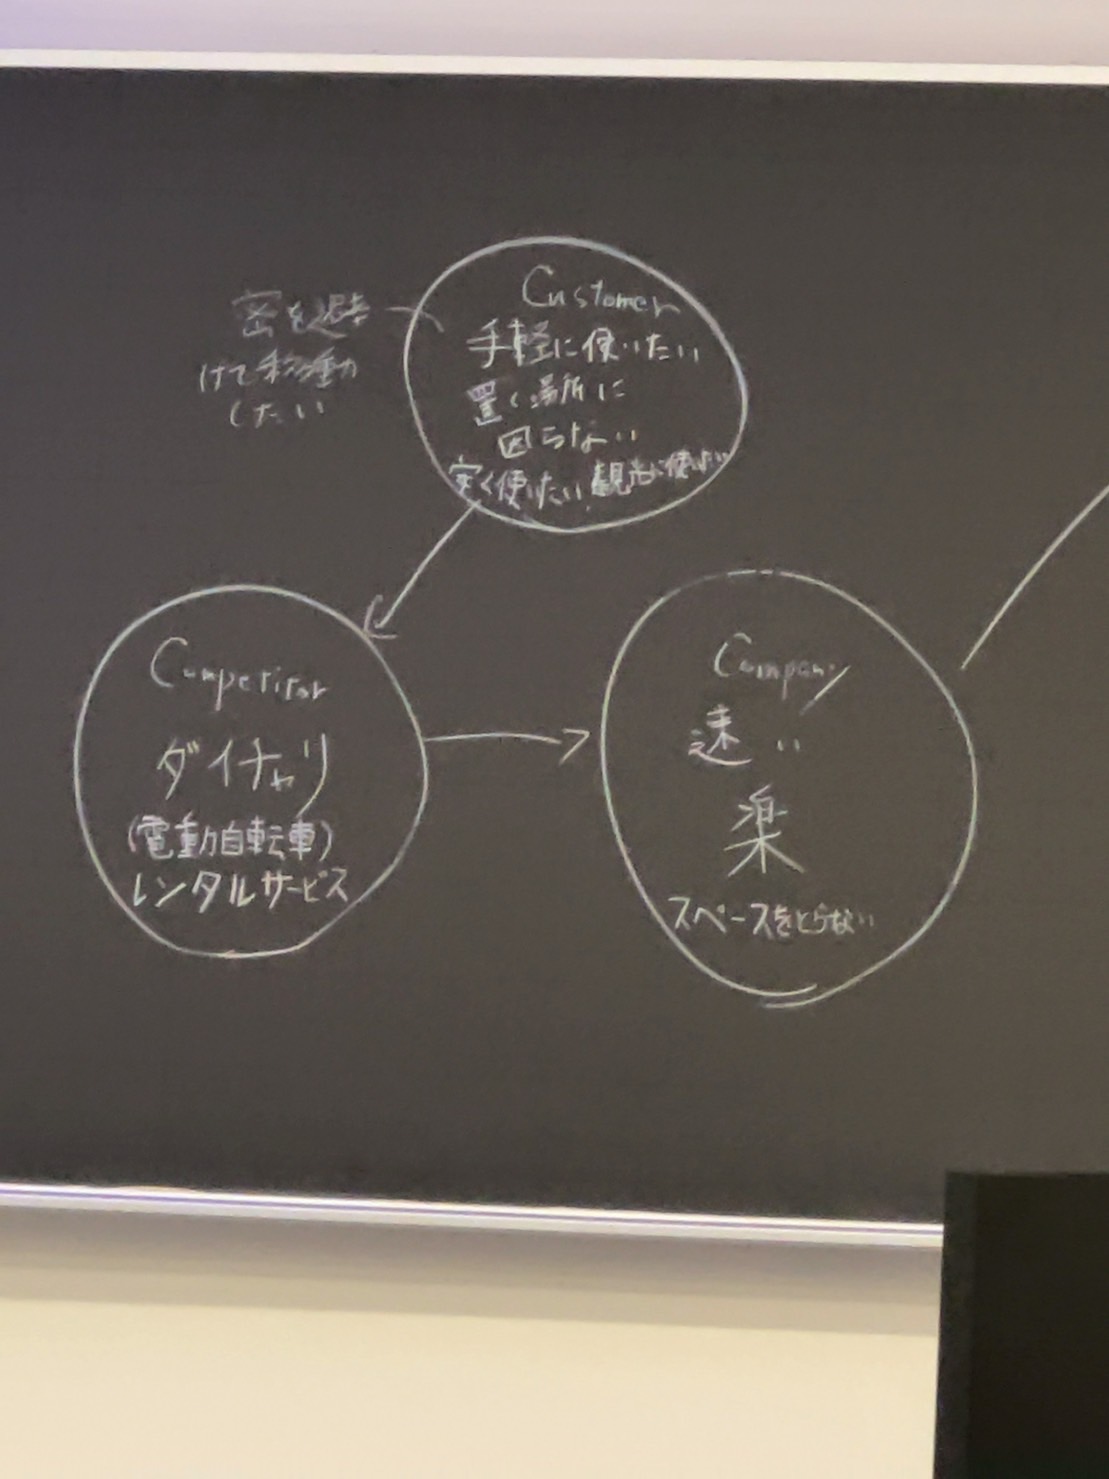 Customer
手軽に使いたい
置く場所に
困らない
安く使いたい 観光に使いたい
密を避
けて移動
したい
Competitor
ダイチャリ
(電動自転車)
レンタルサービス
Company
速い
楽
スペースをとらない